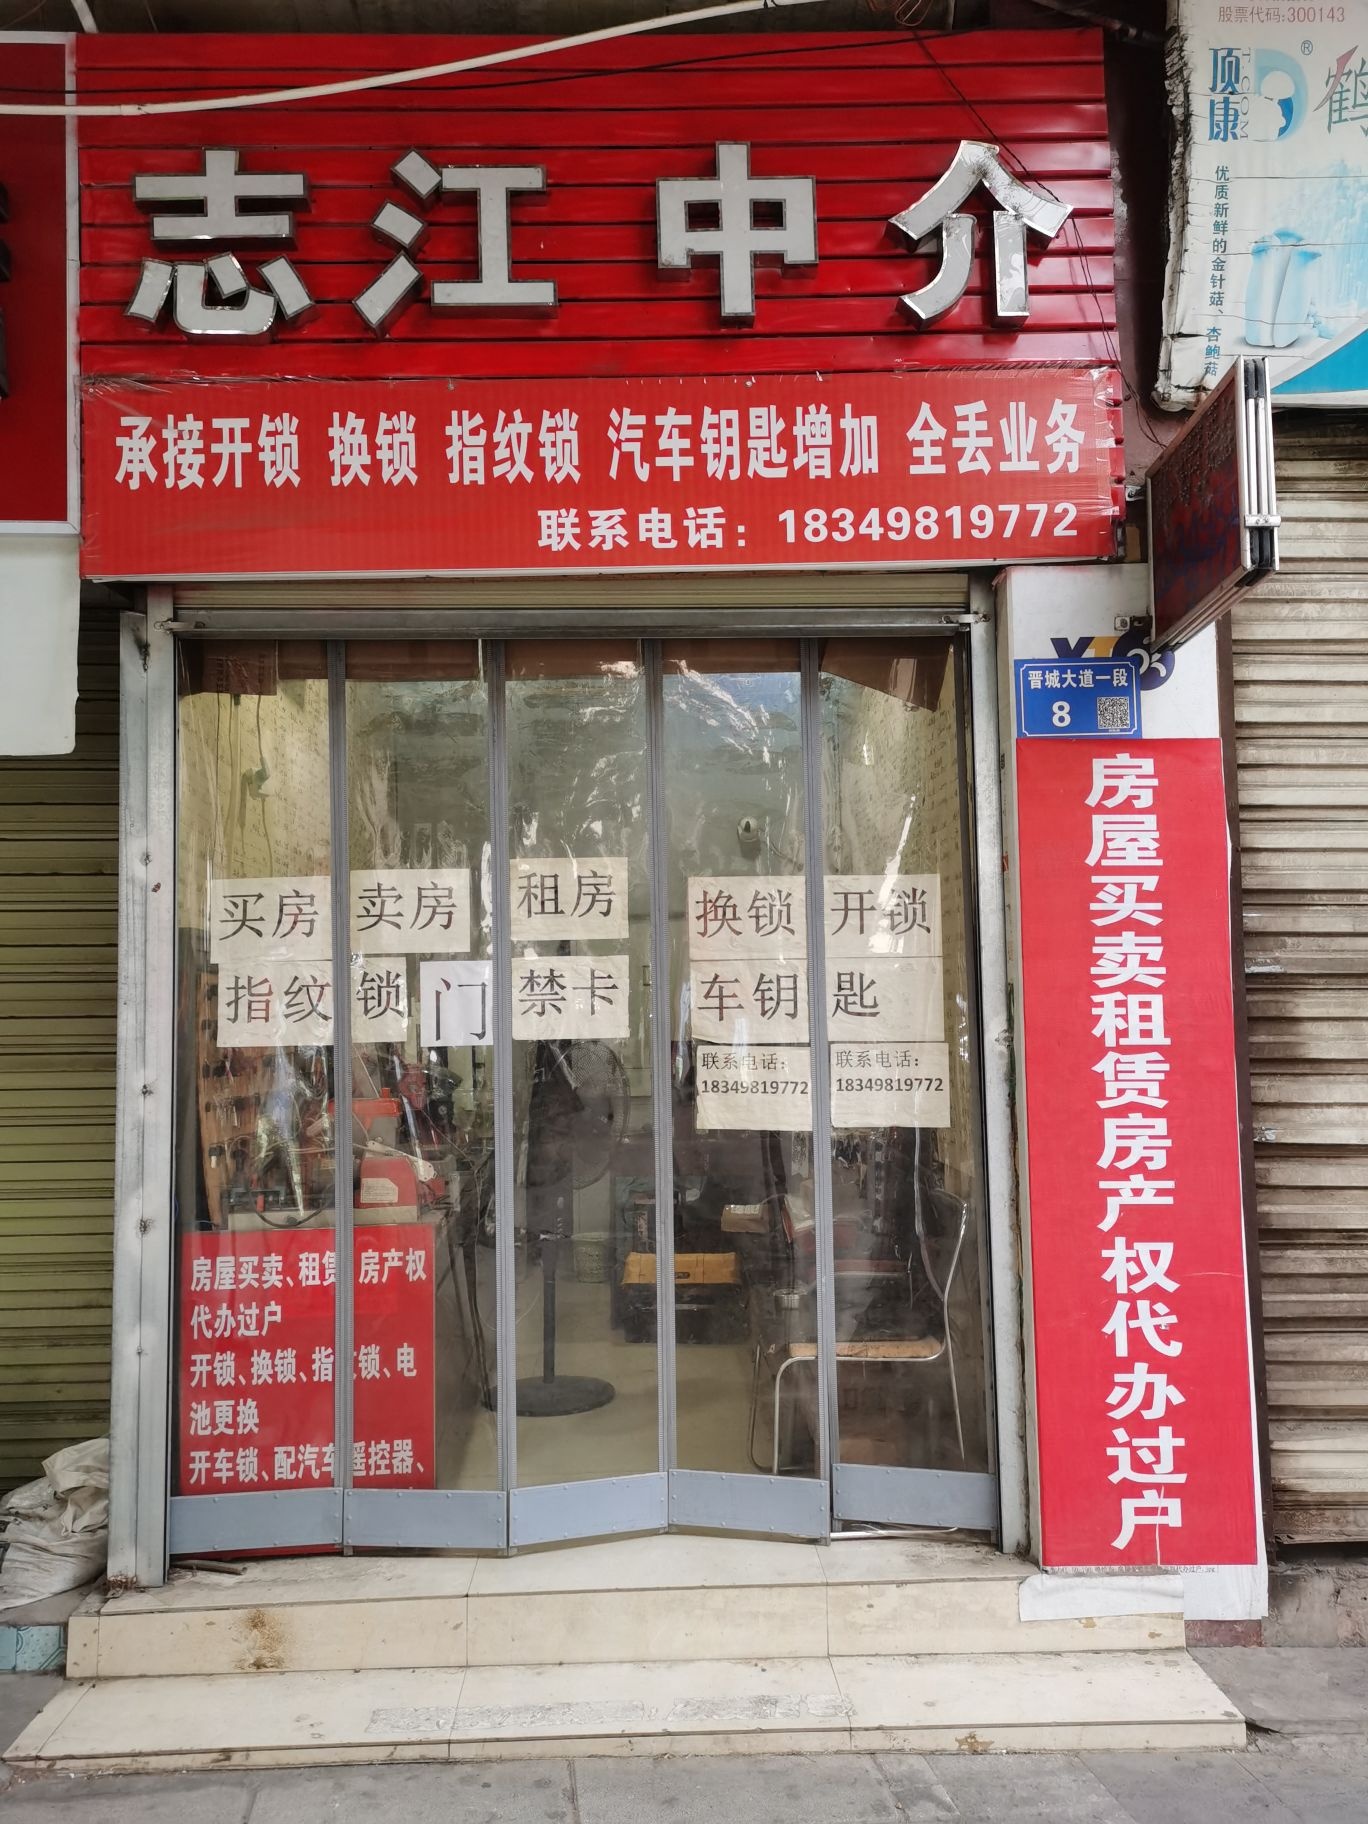 股票代码:300143
顶康
TCOM
®
鹤
优质新鲜的金针菇、杏鲍菇
志江中介
承接开锁 换锁 指纹锁 汽车钥匙增加 全丢业务
联系电话：18349819772
YTO
晋城大道一段
8
房屋买卖租赁房产权代办过户
买房 卖房 租房 换锁 开锁
指纹锁 门禁卡 车钥匙
联系电话：
18349819772
联系电话：
18349819772
房屋买卖、租赁 房产权
代办过户
开锁、换锁、指纹锁、电
池更换
开车锁、配汽车遥控器、